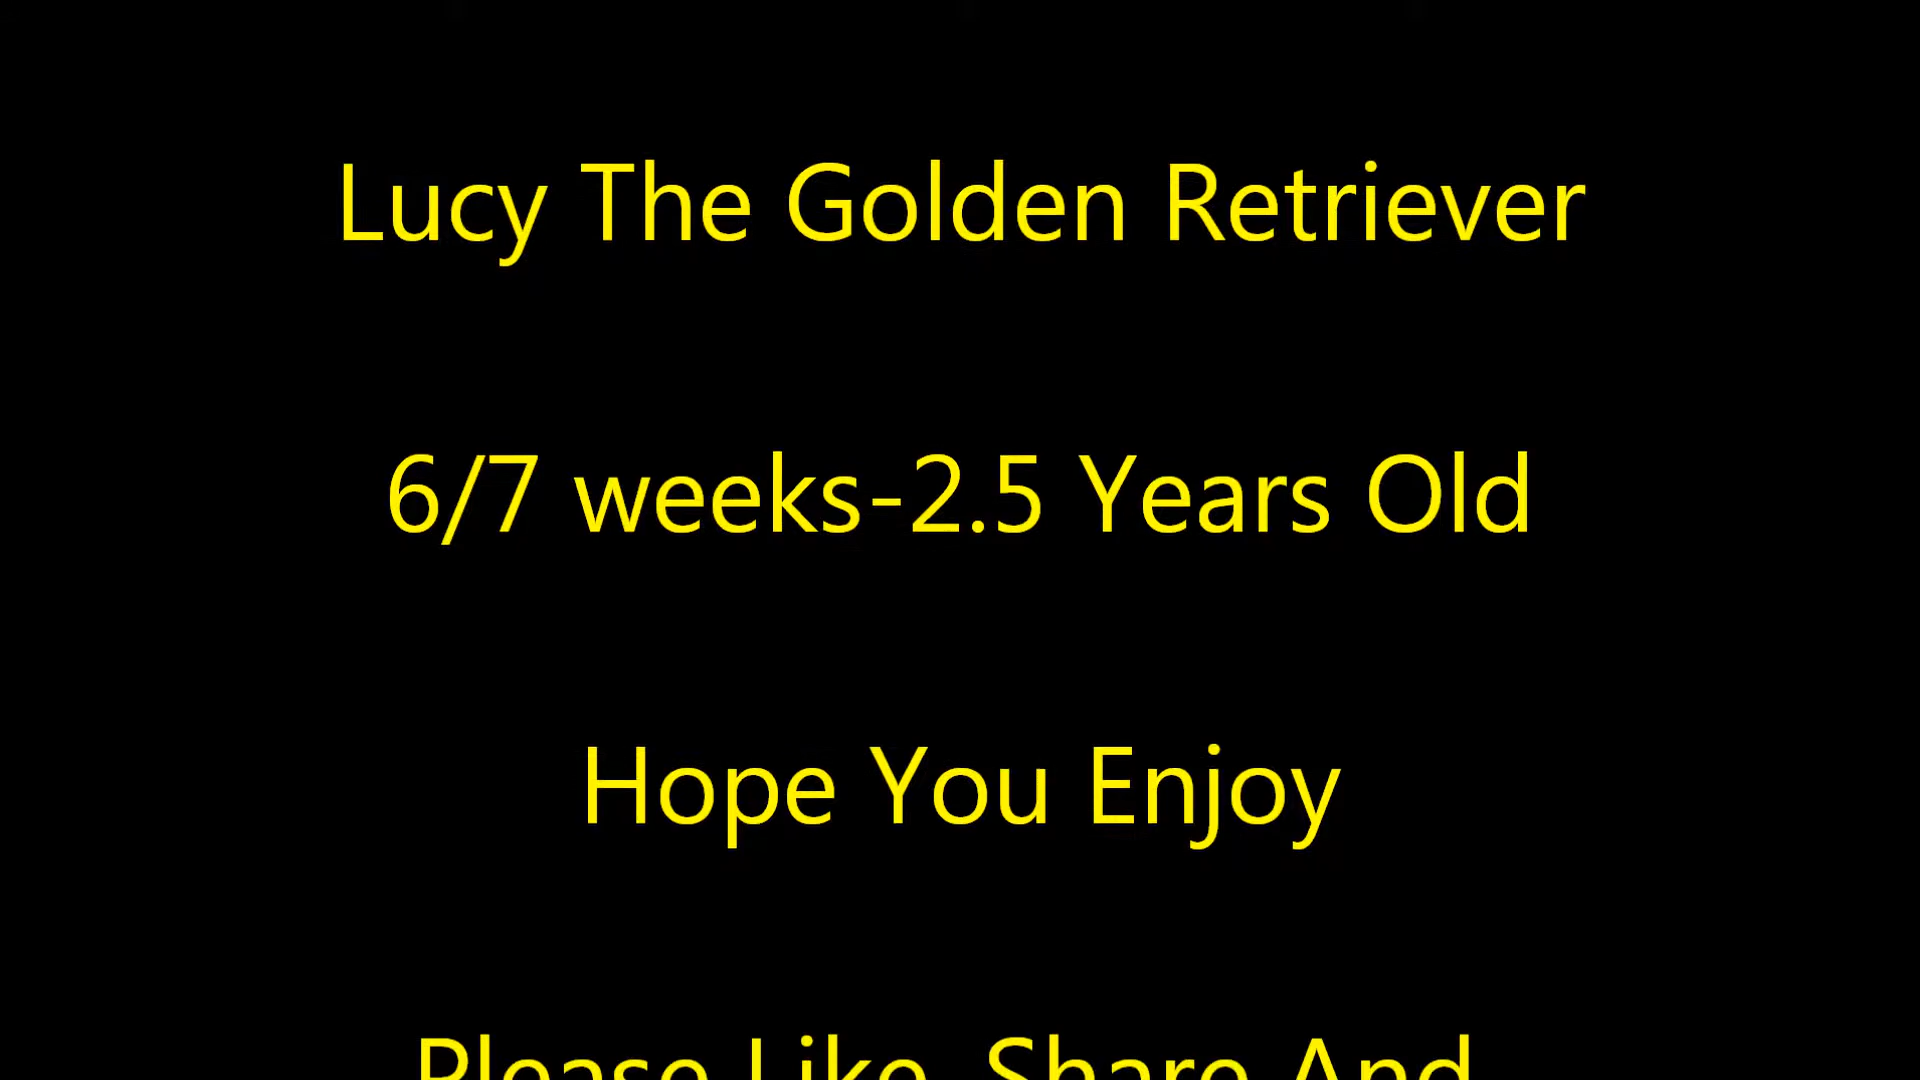 Lucy The Golden Retriever
6/7 weeks-2.5 Years Old
Hope You Enjoy
Please Like, Share And